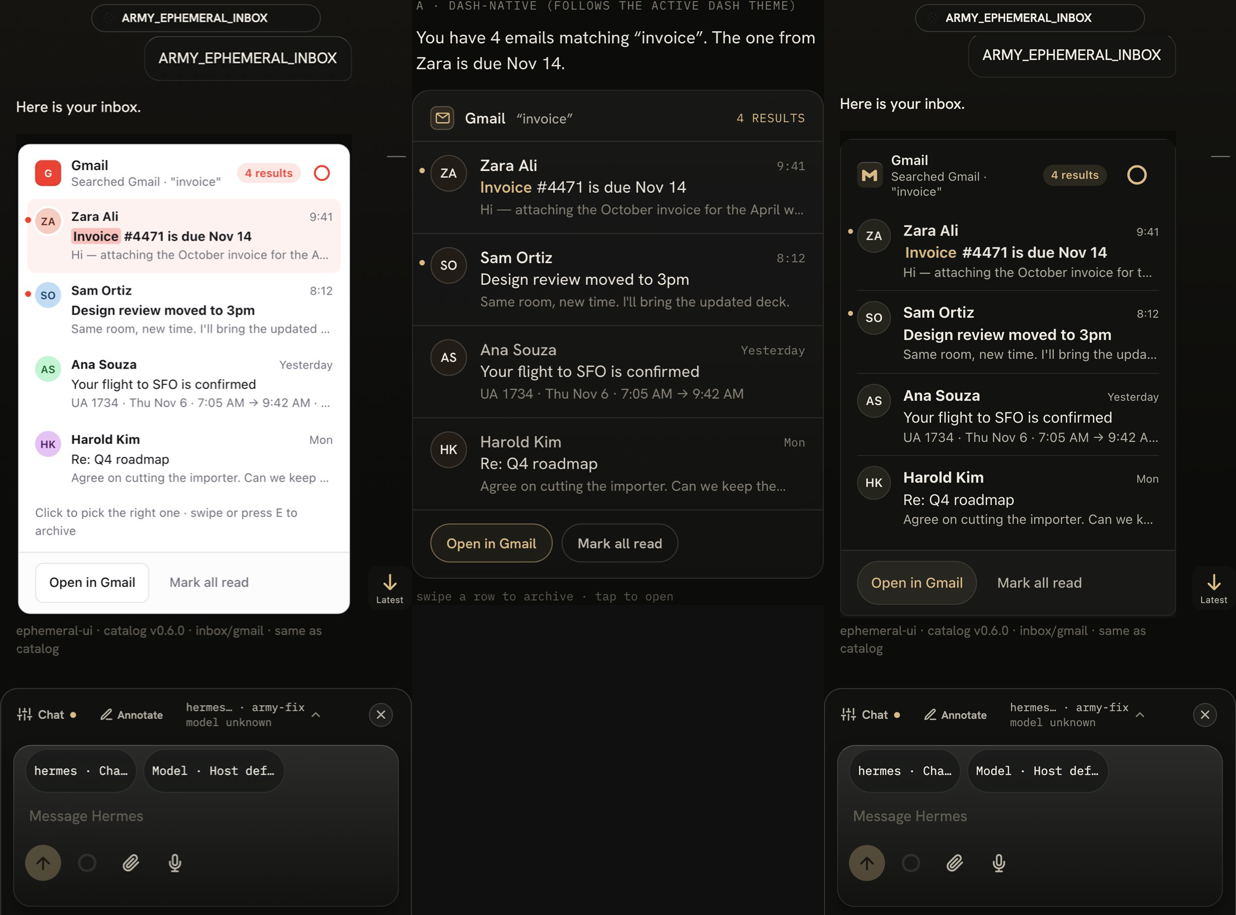 ARMY_EPHEMERAL_INBOX
ARMY_EPHEMERAL_INBOX
Here is your inbox.
G
Gmail
Searched Gmail · "invoice"
4 results
ZA
Zara Ali
9:41
Invoice #4471 is due Nov 14
Hi — attaching the October invoice for the A...
SO
Sam Ortiz
8:12
Design review moved to 3pm
Same room, new time. I'll bring the updated ...
AS
Ana Souza
Yesterday
Your flight to SFO is confirmed
UA 1734 · Thu Nov 6 · 7:05 AM → 9:42 AM · ...
HK
Harold Kim
Mon
Re: Q4 roadmap
Agree on cutting the importer. Can we keep ...
Click to pick the right one · swipe or press E to
archive
Open in Gmail
Mark all read
Latest
ephemeral-ui · catalog v0.6.0 · inbox/gmail · same as
catalog
Chat
Annotate
hermes… · army-fix
model unknown
hermes · Cha…
Model · Host def…
Message Hermes
A · DASH-NATIVE (FOLLOWS THE ACTIVE DASH THEME)
You have 4 emails matching “invoice”. The one from
Zara is due Nov 14.
Gmail “invoice”
4 RESULTS
ZA
Zara Ali
9:41
Invoice #4471 is due Nov 14
Hi — attaching the October invoice for the April w...
SO
Sam Ortiz
8:12
Design review moved to 3pm
Same room, new time. I'll bring the updated deck.
AS
Ana Souza
Yesterday
Your flight to SFO is confirmed
UA 1734 · Thu Nov 6 · 7:05 AM → 9:42 AM
HK
Harold Kim
Mon
Re: Q4 roadmap
Agree on cutting the importer. Can we keep the...
Open in Gmail
Mark all read
swipe a row to archive · tap to open
ARMY_EPHEMERAL_INBOX
ARMY_EPHEMERAL_INBOX
Here is your inbox.
M
Gmail
Searched Gmail ·
"invoice"
4 results
ZA
Zara Ali
9:41
Invoice #4471 is due Nov 14
Hi — attaching the October invoice for t...
SO
Sam Ortiz
8:12
Design review moved to 3pm
Same room, new time. I'll bring the upda...
AS
Ana Souza
Yesterday
Your flight to SFO is confirmed
UA 1734 · Thu Nov 6 · 7:05 AM → 9:42 A...
HK
Harold Kim
Mon
Re: Q4 roadmap
Agree on cutting the importer. Can we k...
Open in Gmail
Mark all read
Latest
ephemeral-ui · catalog v0.6.0 · inbox/gmail · same as
catalog
Chat
Annotate
hermes… · army-fix
model unknown
hermes · Cha…
Model · Host def…
Message Hermes